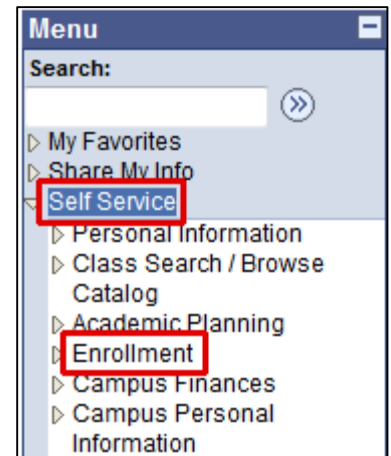 Menu
Search:
My Favorites
Share My Info
Self Service
Personal Information
Class Search / Browse
Catalog
Academic Planning
Enrollment
Campus Finances
Campus Personal
Information